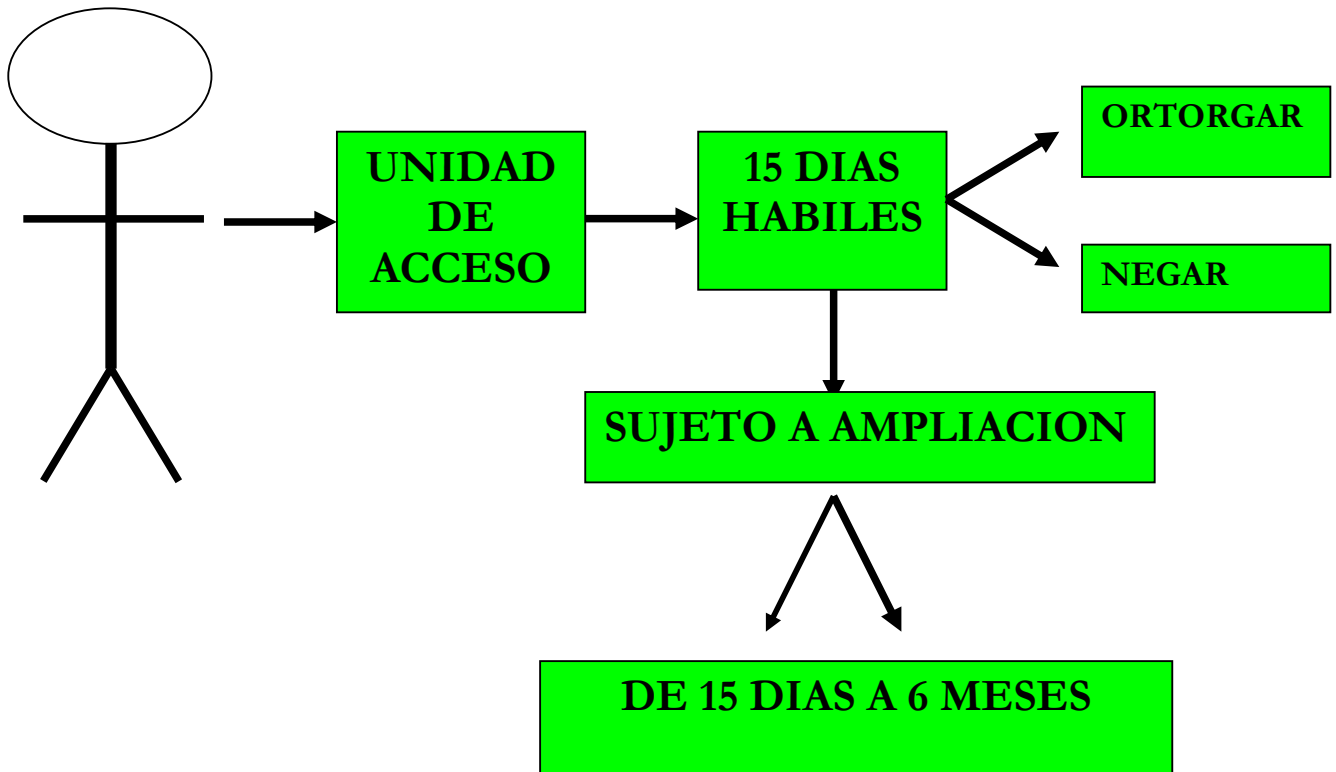 UNIDAD
DE
ACCESO
15 DIAS
HABILES
ORTORGAR
NEGAR
SUJETO A AMPLIACION
DE 15 DIAS A 6 MESES